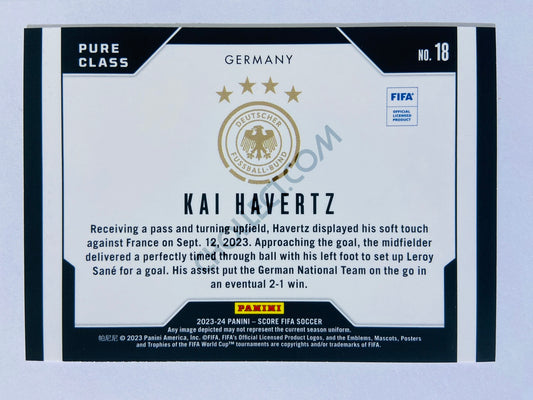 PURE
CLASS
GERMANY
NO. 18
FIFA®
OFFICIAL
LICENSED
PRODUCT
DEUTSCHER
FUSSBALL-BUND
KAI HAVERTZ
Receiving a pass and turning upfield, Havertz displayed his soft touch
against France on Sept. 12, 2023. Approaching the goal, the midfielder
delivered a perfectly timed through ball with his left foot to set up Leroy
Sané for a goal. His assist put the German National Team on the go in
an eventual 2-1 win.
PANINI
2023-24 PANINI – SCORE FIFA SOCCER
Any image depicted may not represent the current season uniform.
帕尼尼 © 2023 Panini America, Inc. ©FIFA, FIFA's Official Licensed Product Logos, and the Emblems, Mascots, Posters
and Trophies of the FIFA World Cup™ tournaments are copyrights and/or trademarks of FIFA.